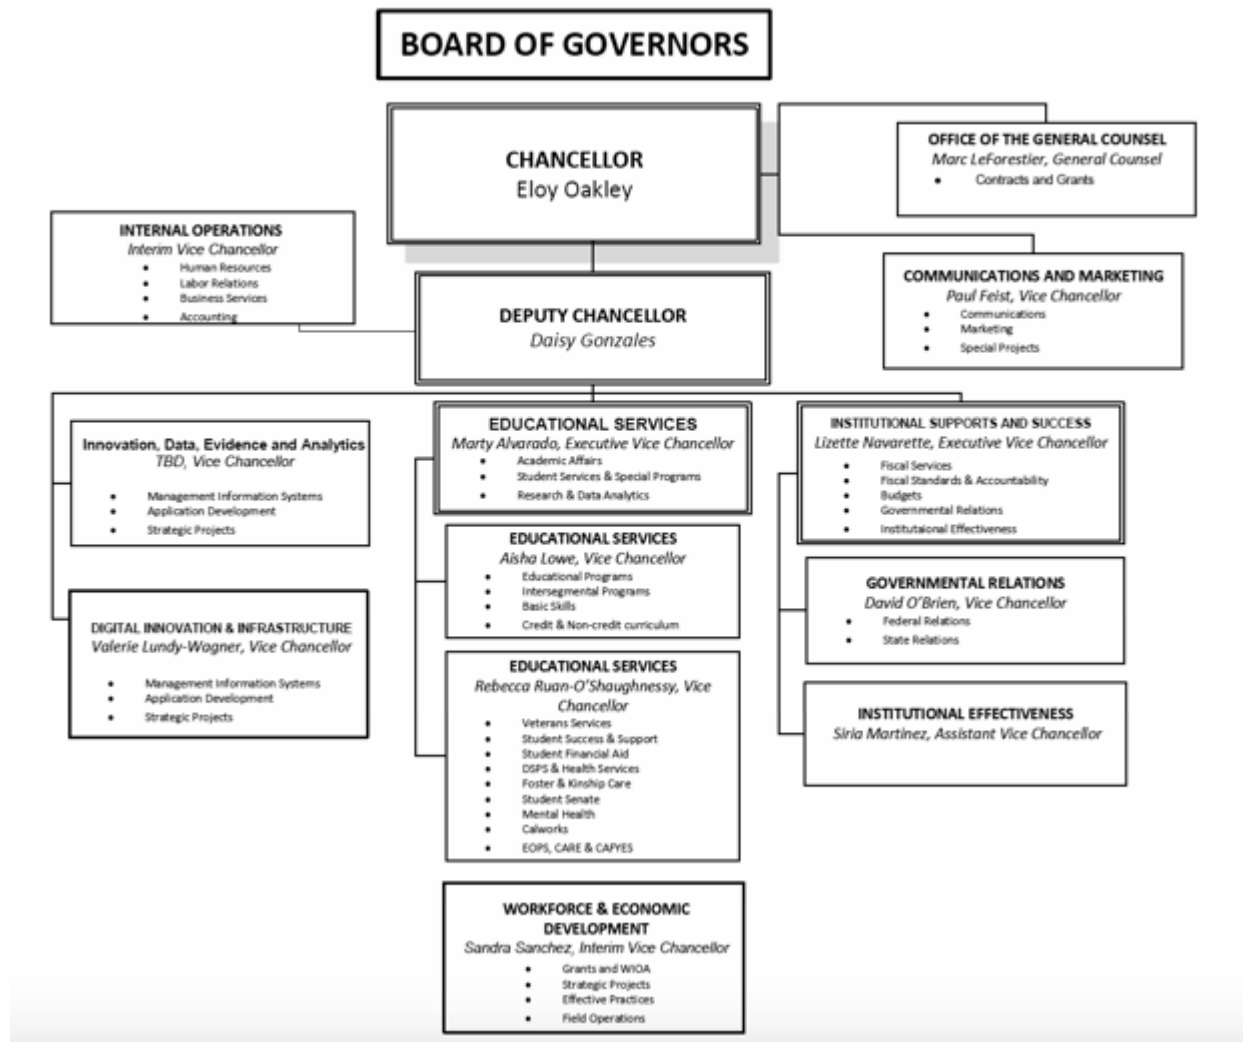 BOARD OF GOVERNORS
CHANCELLOR
Eloy Oakley
OFFICE OF THE GENERAL COUNSEL
Marc LeForestier, General Counsel
• Contracts and Grants
INTERNAL OPERATIONS
Interim Vice Chancellor
• Human Resources
• Labor Relations
• Business Services
• Accounting
COMMUNICATIONS AND MARKETING
Paul Feist, Vice Chancellor
• Communications
• Marketing
• Special Projects
DEPUTY CHANCELLOR
Daisy Gonzales
Innovation, Data, Evidence and Analytics
TBD, Vice Chancellor
• Management Information Systems
• Application Development
• Strategic Projects
DIGITAL INNOVATION & INFRASTRUCTURE
Valerie Lundy-Wagner, Vice Chancellor
• Management Information Systems
• Application Development
• Strategic Projects
EDUCATIONAL SERVICES
Marty Alvarado, Executive Vice Chancellor
• Academic Affairs
• Student Services & Special Programs
• Research & Data Analytics
EDUCATIONAL SERVICES
Aisha Lowe, Vice Chancellor
• Educational Programs
• Intersegmental Programs
• Basic Skills
• Credit & Non-credit curriculum
EDUCATIONAL SERVICES
Rebecca Ruan-O'Shaughnessy, Vice
Chancellor
• Veterans Services
• Student Success & Support
• Student Financial Aid
• DSPS & Health Services
• Foster & Kinship Care
• Student Senate
• Mental Health
• Calworks
• EOPS, CARE & CAFYES
WORKFORCE & ECONOMIC
DEVELOPMENT
Sandra Sanchez, Interim Vice Chancellor
• Grants and WIOA
• Strategic Projects
• Effective Practices
• Field Operations
INSTITUTIONAL SUPPORTS AND SUCCESS
Lizette Navarette, Executive Vice Chancellor
• Fiscal Services
• Fiscal Standards & Accountability
• Budgets
• Governmental Relations
• Institutaional Effectiveness
GOVERNMENTAL RELATIONS
David O'Brien, Vice Chancellor
• Federal Relations
• State Relations
INSTITUTIONAL EFFECTIVENESS
Siria Martinez, Assistant Vice Chancellor